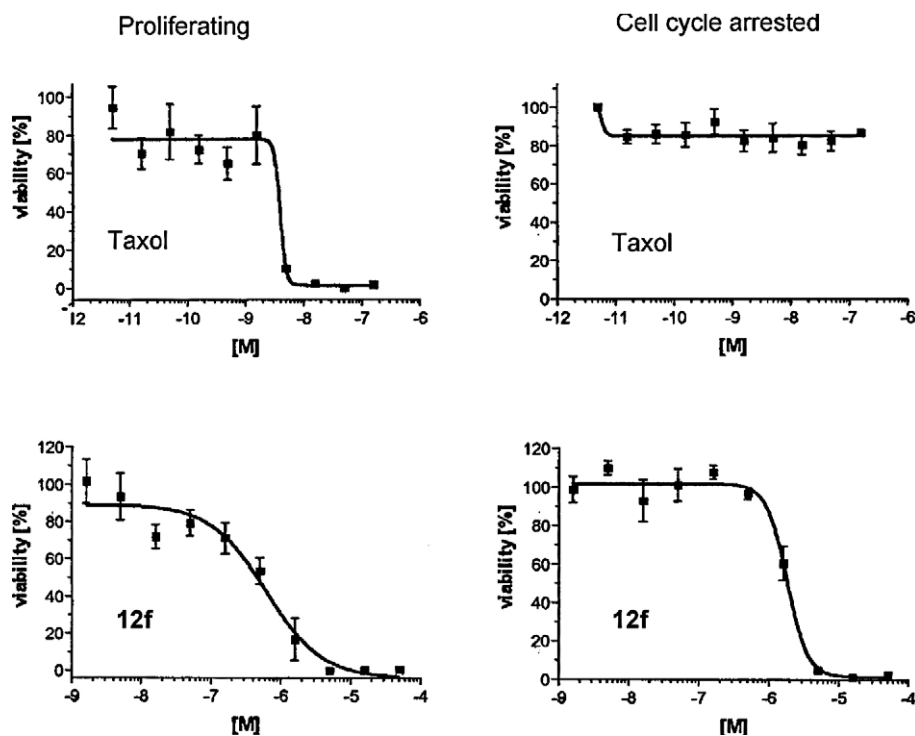 Proliferating
Cell cycle arrested
100
80
60
40
20
0
viability [%]
Taxol
-12 -11 -10 -9 -8 -7 -6
[M]
100
80
60
40
20
0
viability [%]
Taxol
-12 -11 -10 -9 -8 -7 -6
[M]
120
100
80
60
40
20
0
viability [%]
12f
-9 -8 -7 -6 -5 -4
[M]
120
100
80
60
40
20
0
viability [%]
12f
-9 -8 -7 -6 -5 -4
[M]